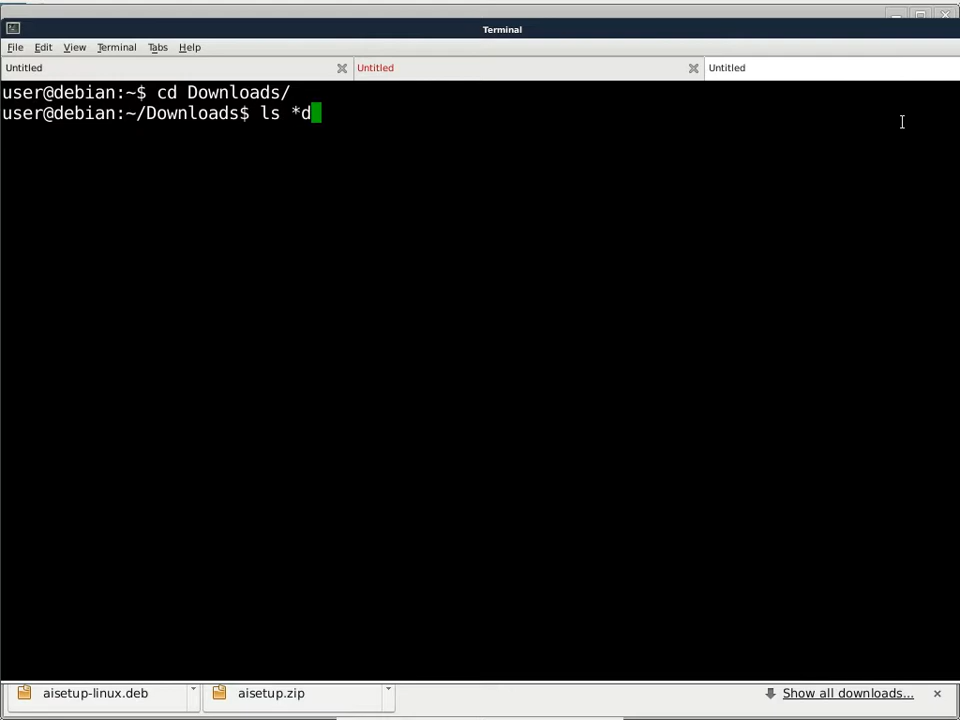 Terminal
File Edit View Terminal Tabs Help
Untitled Untitled Untitled
user@debian:~$ cd Downloads/
user@debian:~/Downloads$ ls *d
aisetup-linux.deb aisetup.zip Show all downloads...